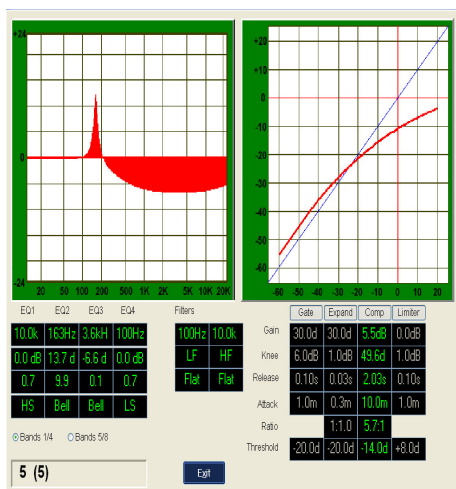 +24
0
-24
20 50 100 200 500 1K 2K 5K 10K 20K
+20
+10
0
-10
-20
-30
-40
-50
-60
-60 -50 -40 -30 -20 -10 0 10 20
EQ1 EQ2 EQ3 EQ4 Filters
10.0k 163Hz 3.6kH 100Hz 100Hz 10.0k
0.0 dB 13.7 d -6.6 d 0.0 dB LF HF
0.7 9.9 0.1 0.7 Flat Flat
HS Bell Bell LS
Gate Expand Comp Limiter
Gain 30.0d 30.0d 5.5dB 0.0dB
Knee 6.0dB 1.0dB 49.6d 1.0dB
Release 0.10s 0.03s 2.03s 0.10s
Attack 1.0m 0.3m 10.0m 1.0m
Ratio 1:1.0 5.7:1
Threshold -20.0d -20.0d -14.0d +8.0d
Bands 1/4 Bands 5/8
5 (5)
Exit